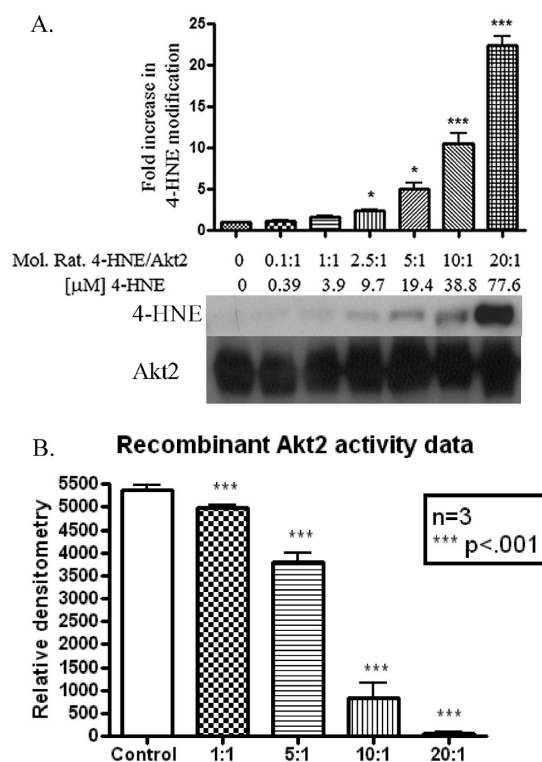 A.
Fold increase in
4-HNE modification
25
20
15
10
5
0
*
*
***
***
Mol. Rat. 4-HNE/Akt2 0 0.1:1 1:1 2.5:1 5:1 10:1 20:1
[µM] 4-HNE 0 0.39 3.9 9.7 19.4 38.8 77.6
4-HNE
Akt2
B. Recombinant Akt2 activity data
Relative densitometry
5500
5000
4500
4000
3500
3000
2500
2000
1500
1000
500
0
***
***
***
***
n=3
*** p<.001
Control 1:1 5:1 10:1 20:1